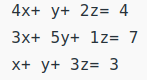 4x+ y+ 2z= 4
3x+ 5y+ 1z= 7
x+ y+ 3z= 3